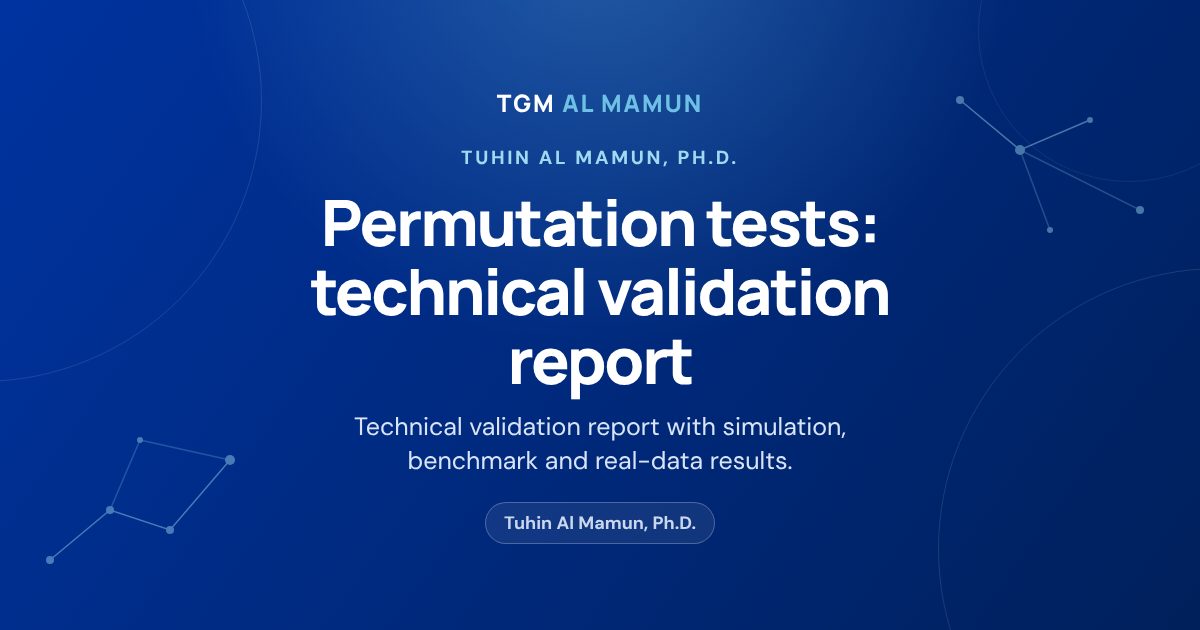 TGM AL MAMUN
TUHIN AL MAMUN, PH.D.
Permutation tests:
technical validation
report
Technical validation report with simulation,
benchmark and real-data results.
Tuhin Al Mamun, Ph.D.